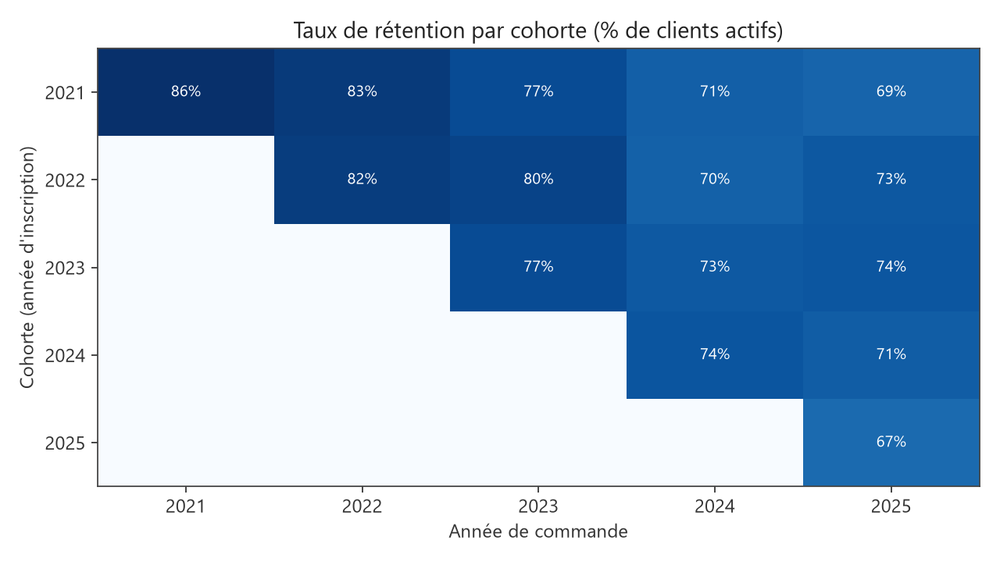 Taux de rétention par cohorte (% de clients actifs)
Cohorte (année d'inscription)
2021 86% 83% 77% 71% 69%
2022 82% 80% 70% 73%
2023 77% 73% 74%
2024 74% 71%
2025 67%
2021 2022 2023 2024 2025
Année de commande